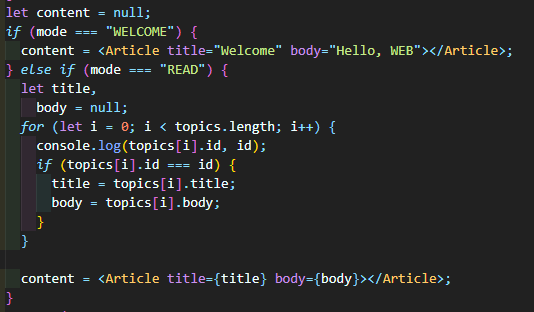 let content = null;
if (mode === "WELCOME") {
content = <Article title="Welcome" body="Hello, WEB"></Article>;
} else if (mode === "READ") {
let title,
body = null;
for (let i = 0; i < topics.length; i++) {
console.log(topics[i].id, id);
if (topics[i].id === id) {
title = topics[i].title;
body = topics[i].body;
}
}
content = <Article title={title} body={body}></Article>;
}